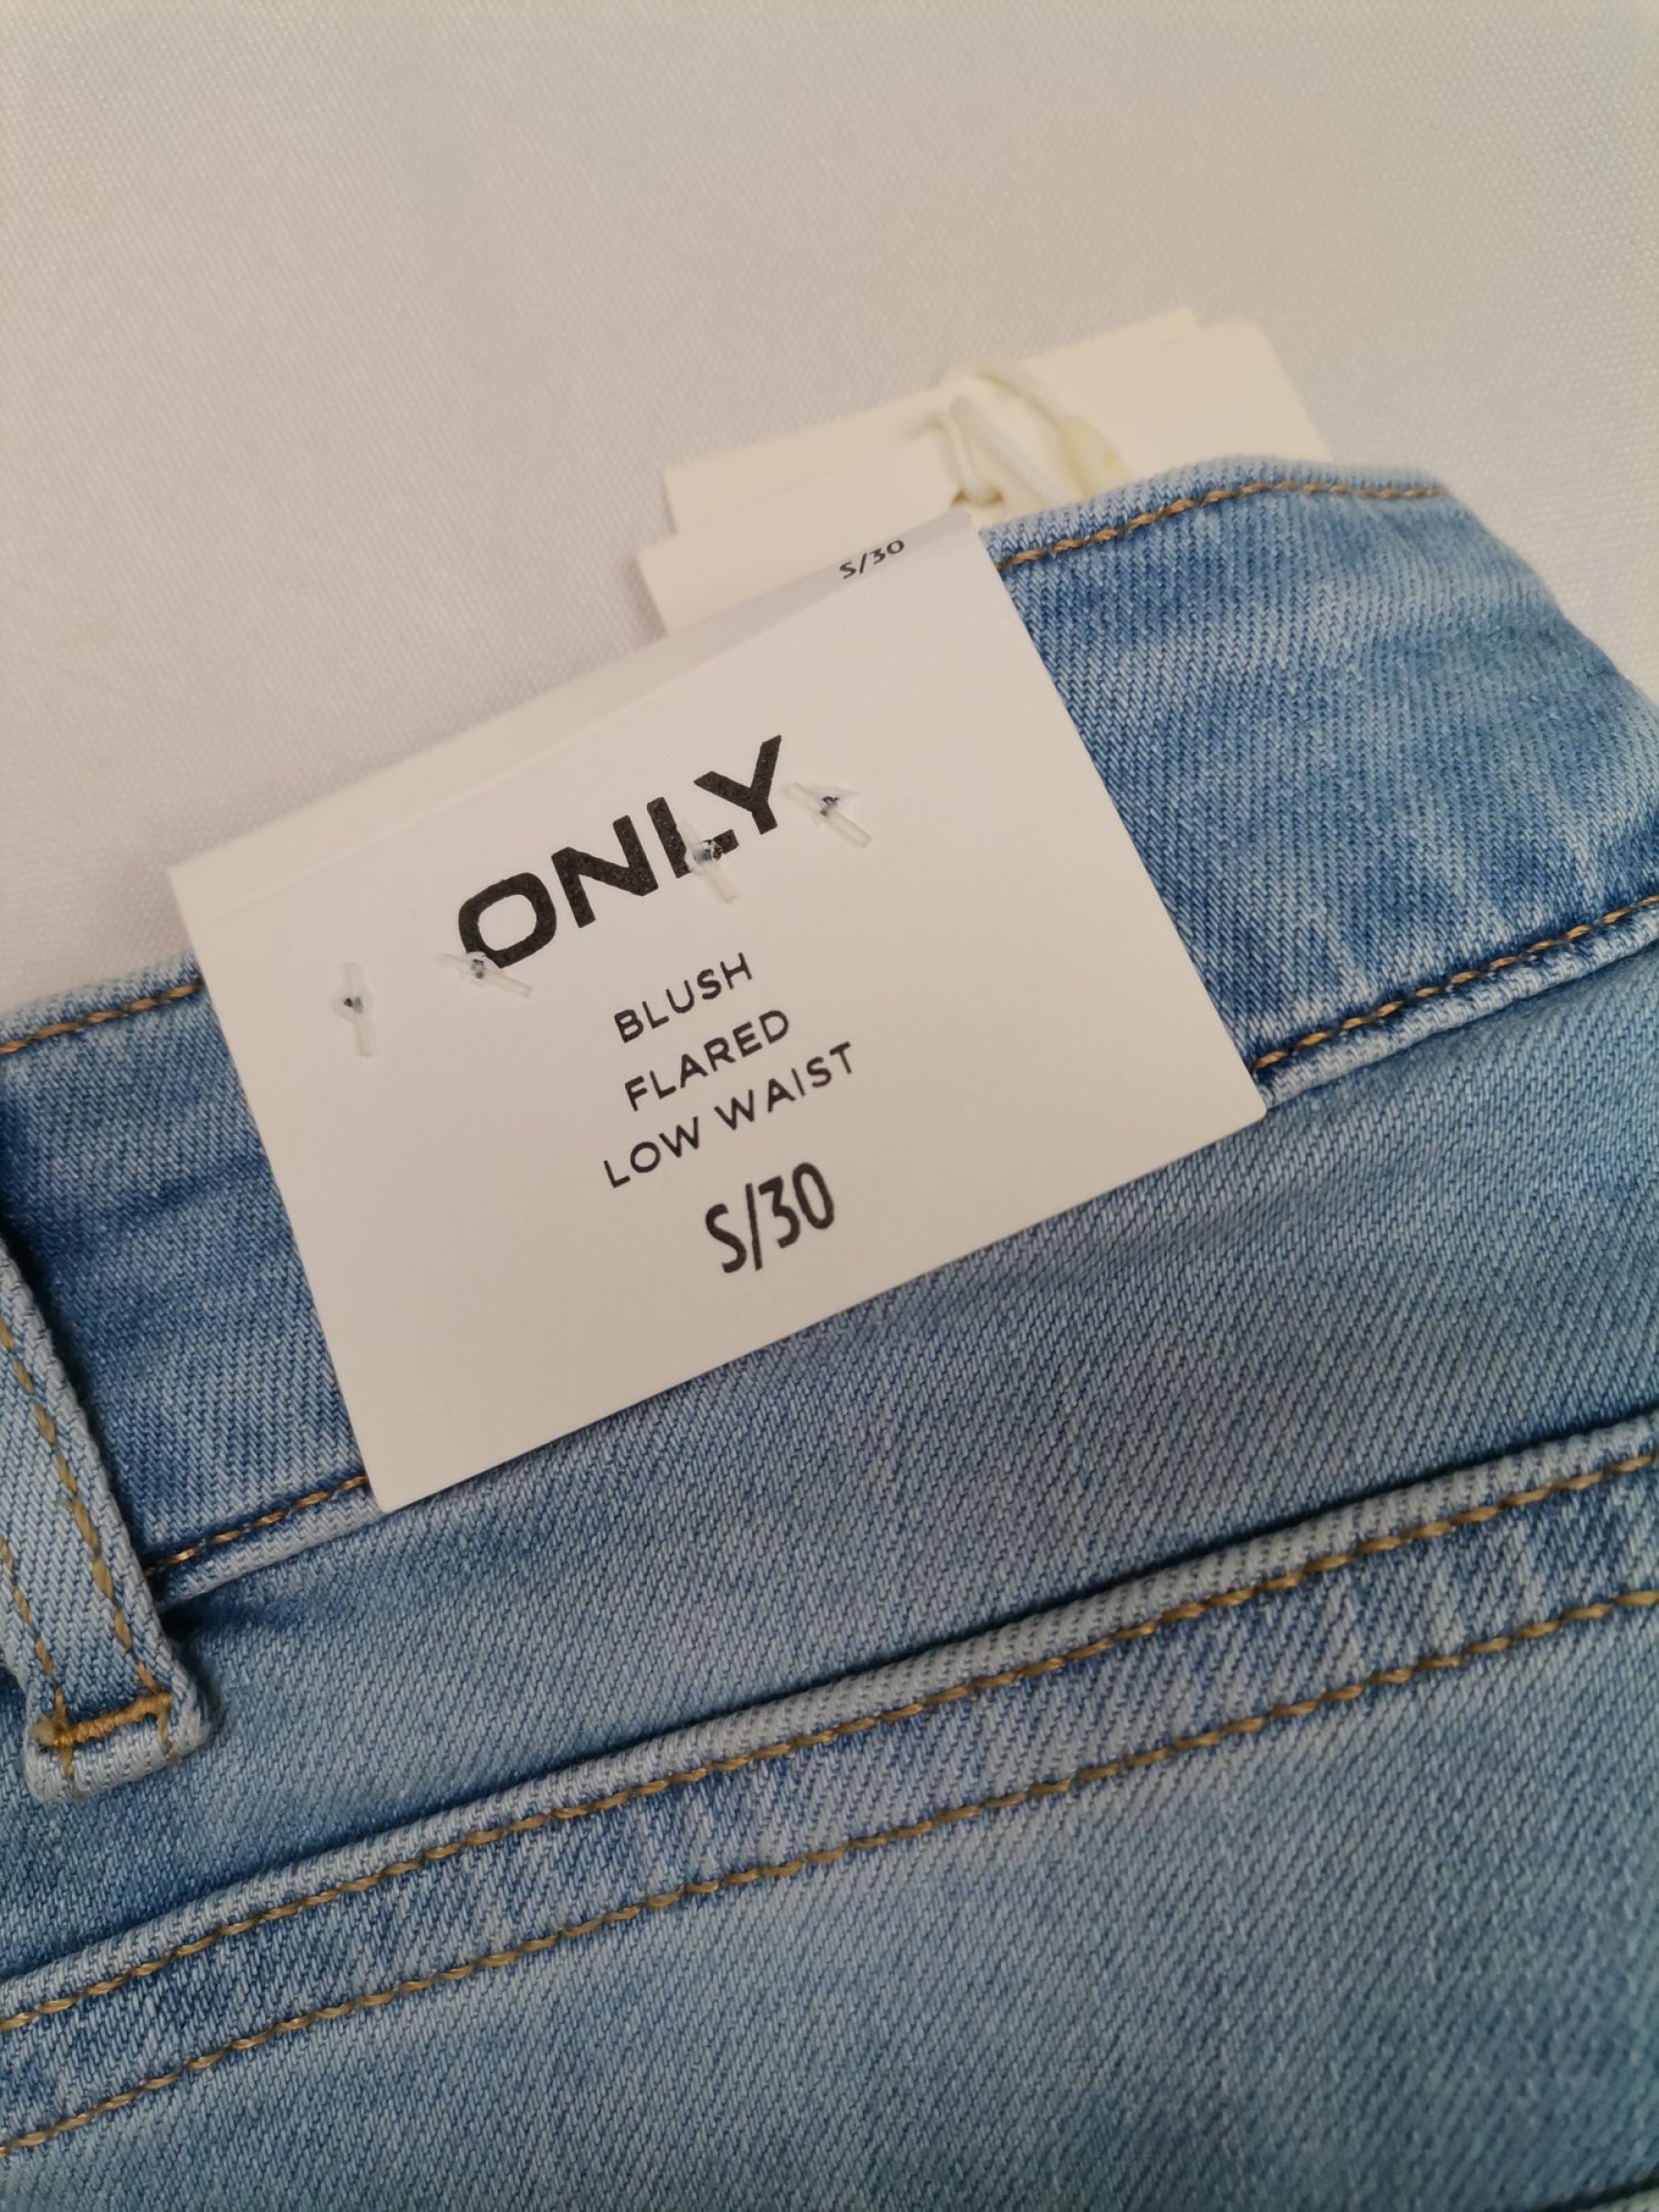 S/30
ONLY
BLUSH
FLARED
LOW WAIST
S/30